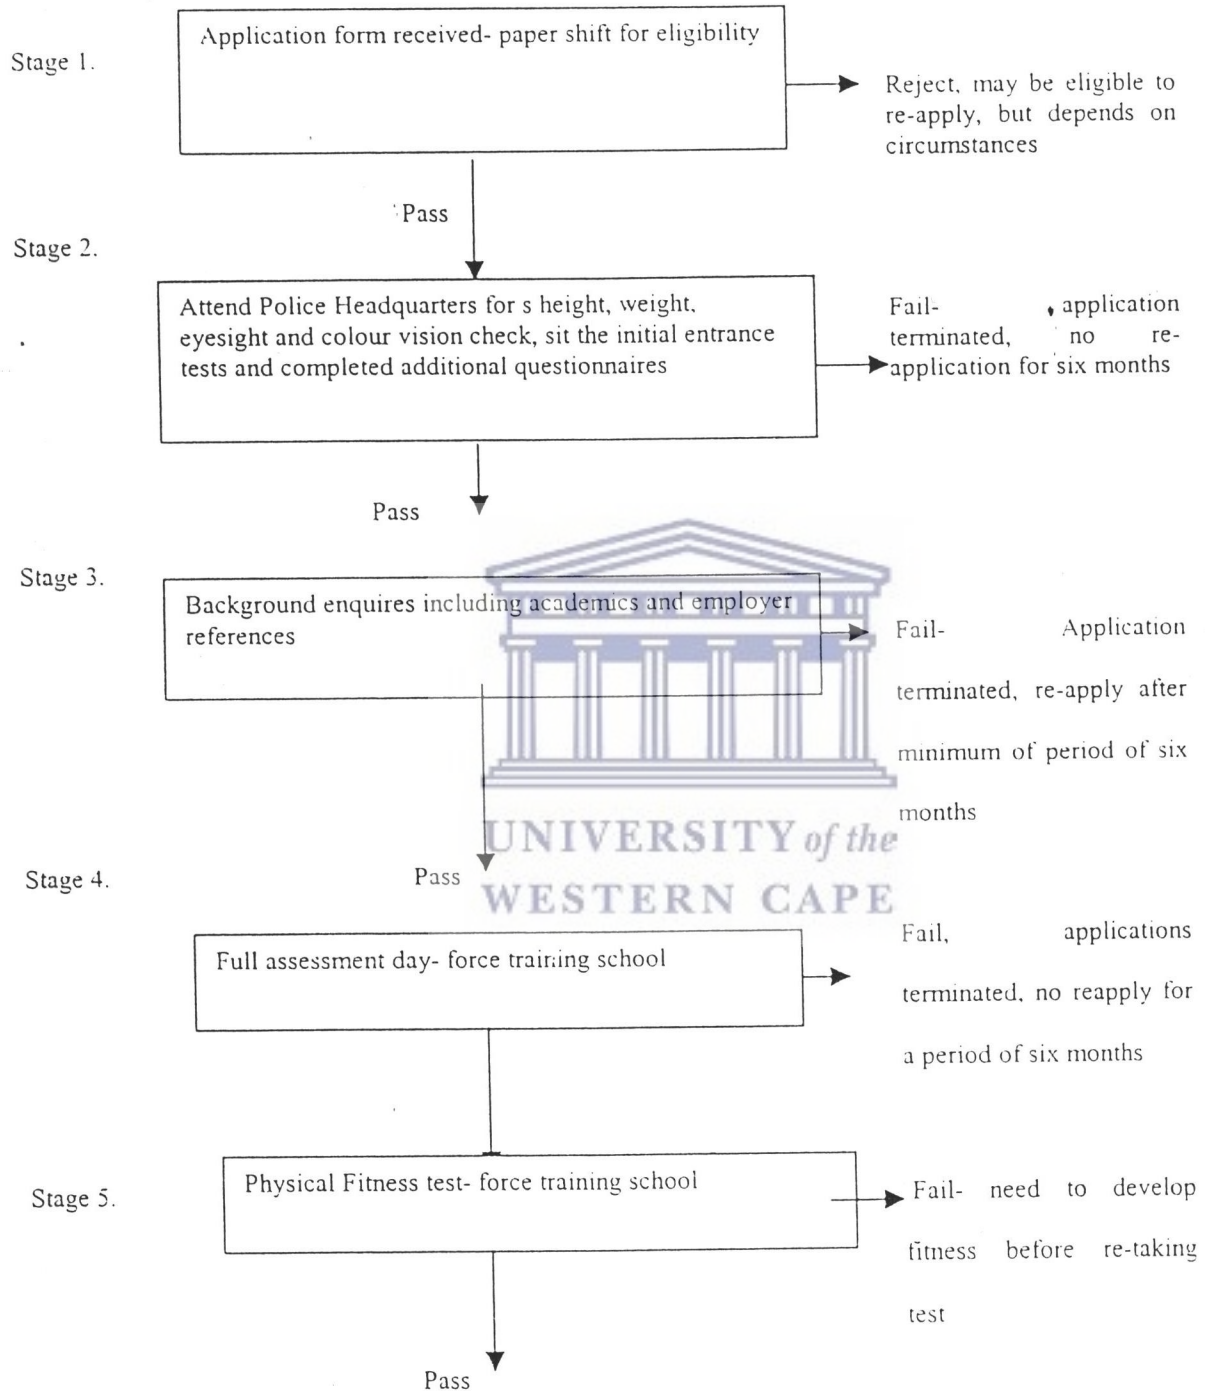 Stage 1.
Application form received- paper shift for eligibility
Reject, may be eligible to
re-apply, but depends on
circumstances
Pass
Stage 2.
Attend Police Headquarters for s height, weight,
eyesight and colour vision check, sit the initial entrance
tests and completed additional questionnaires
Fail- application
terminated, no re-
application for six months
Pass
Stage 3.
Background enquires including academics and employer
references
Fail- Application
terminated, re-apply after
minimum of period of six
months
UNIVERSITY of the
WESTERN CAPE
Pass
Stage 4.
Full assessment day- force training school
Fail, applications
terminated, no reapply for
a period of six months
Stage 5.
Physical Fitness test- force training school
Fail- need to develop
fitness before re-taking
test
Pass